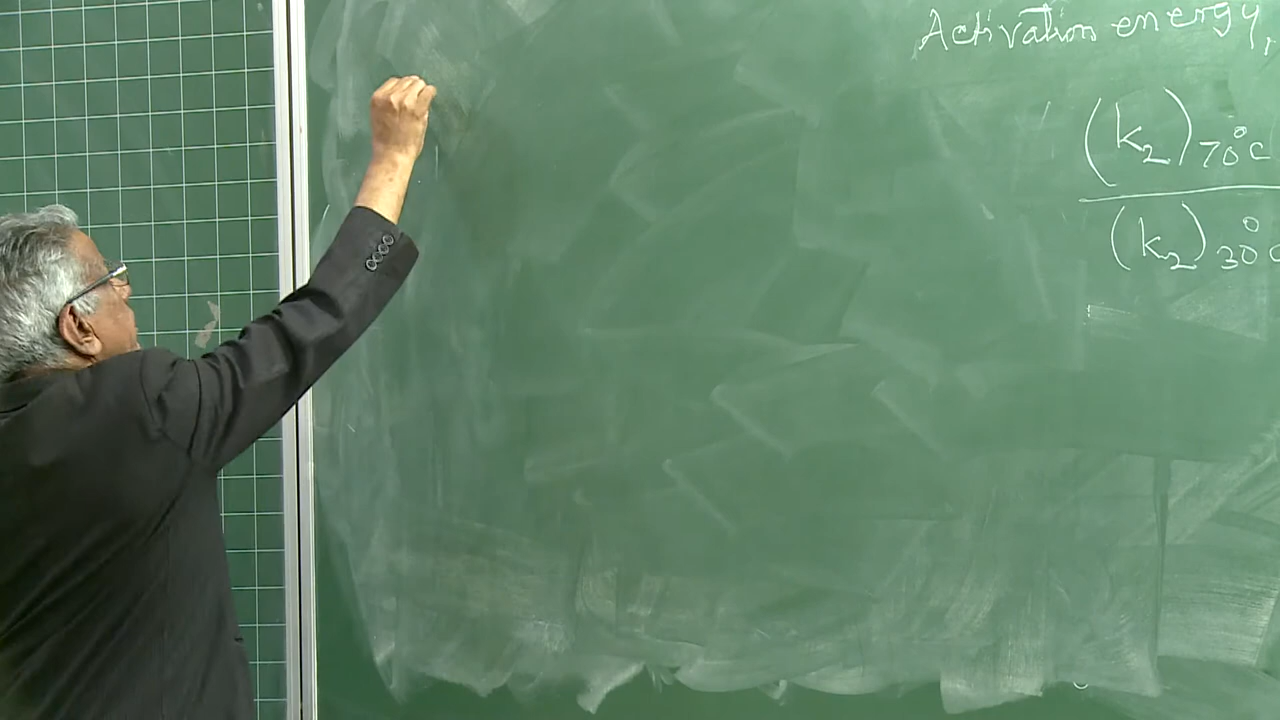 Activation energy,
(k₂)70°C
(k₂)30°C